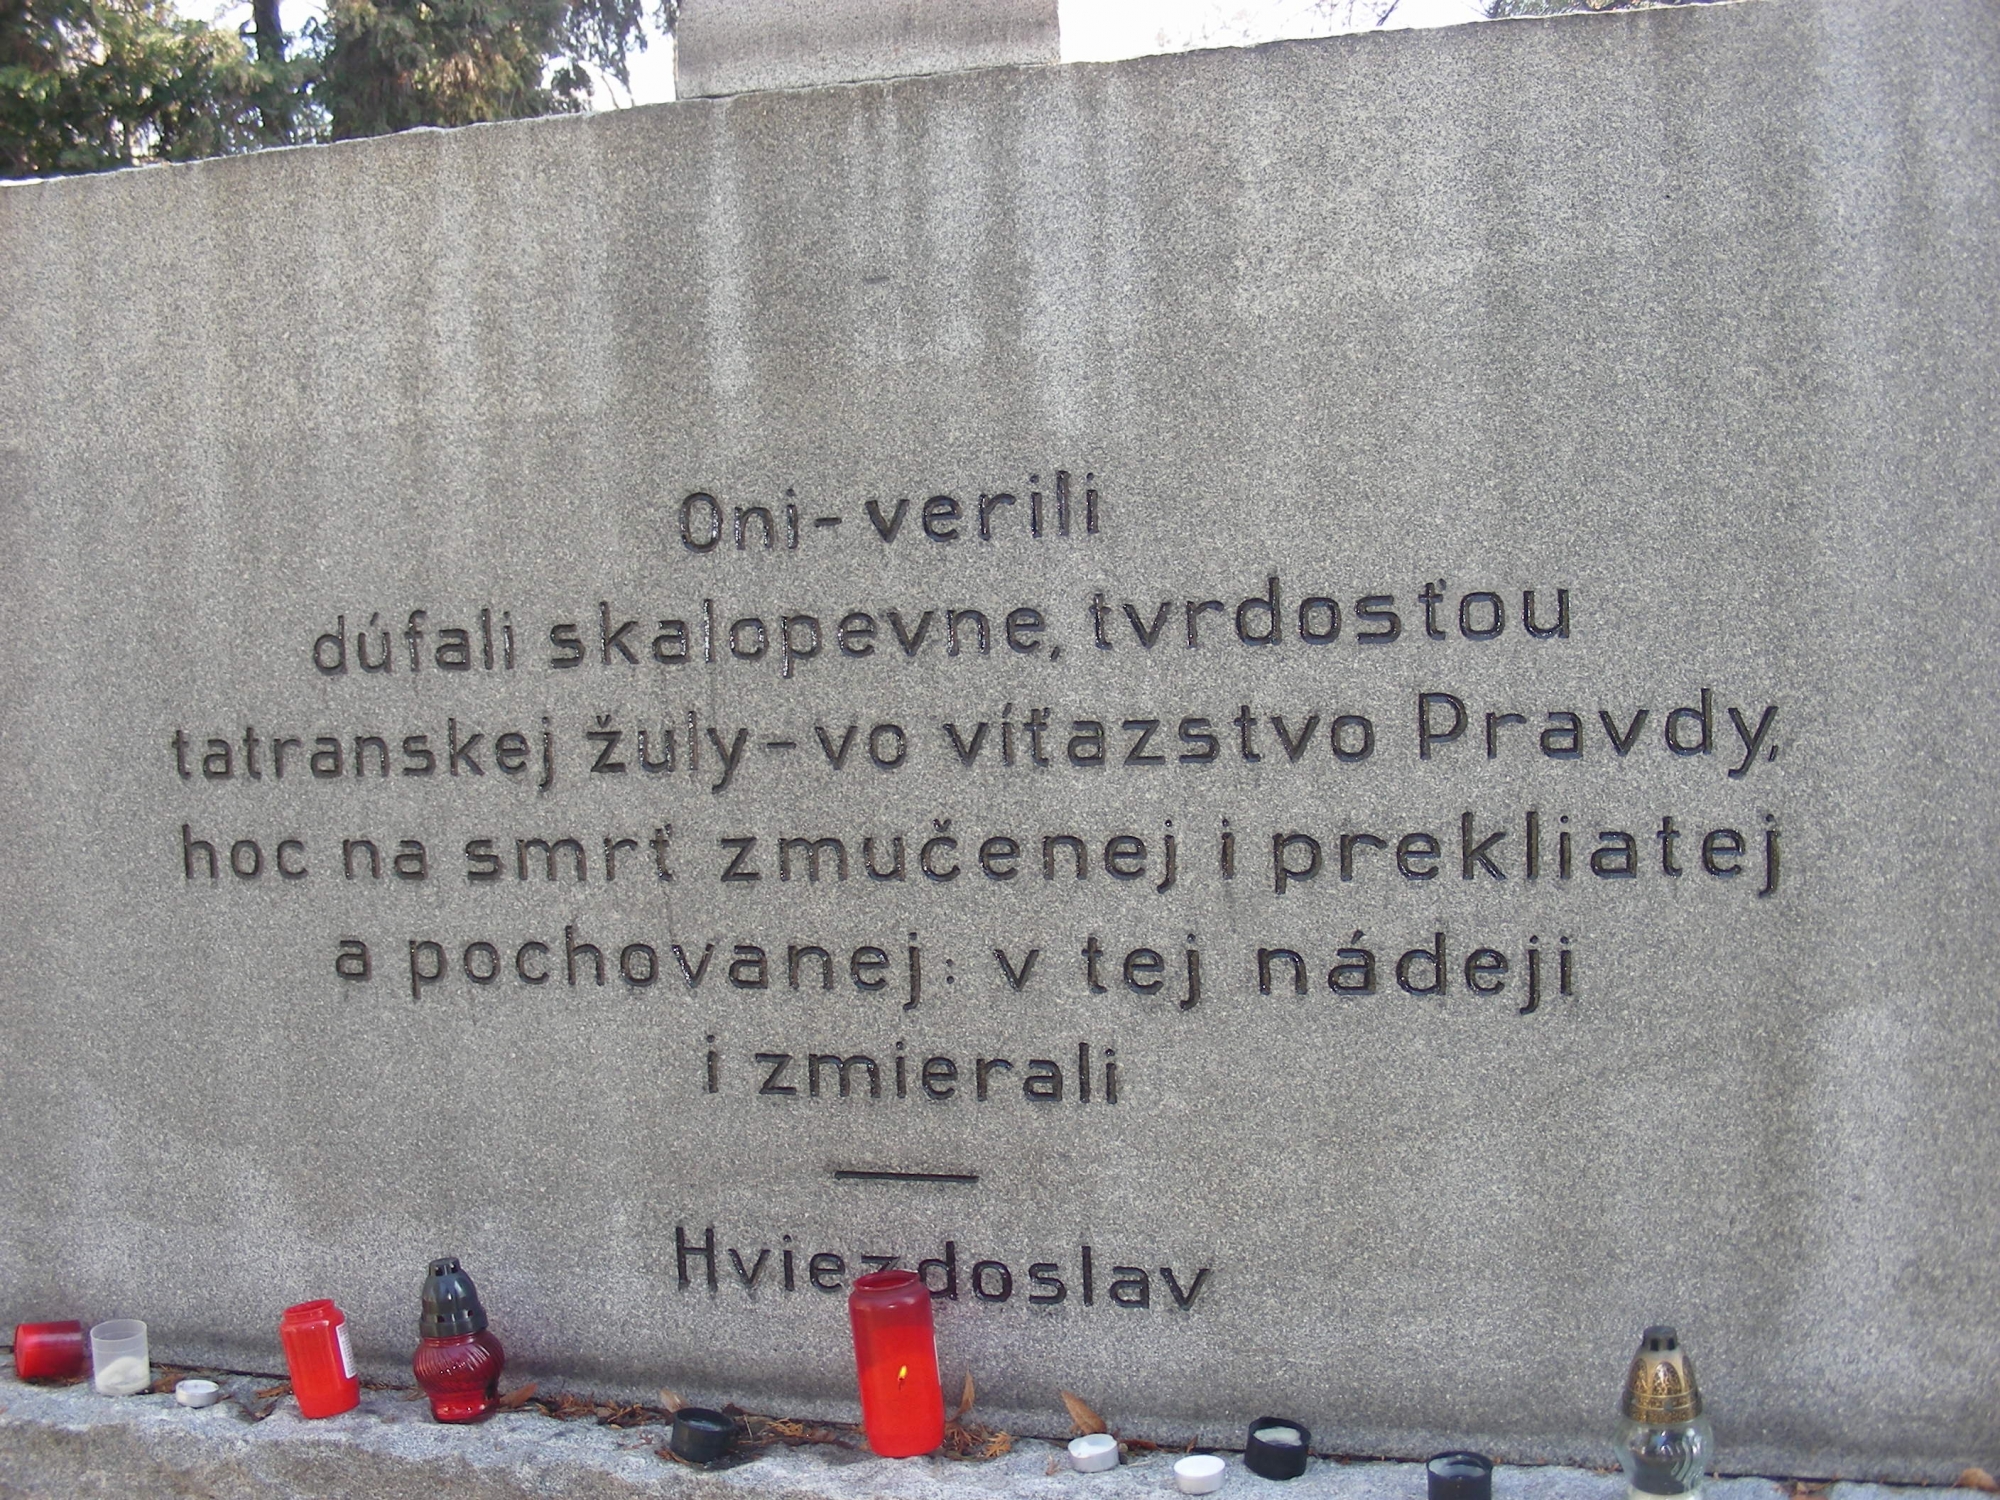 Oni-verili
dúfali skalopevne, tvrdosťou
tatranskej žuly-vo víťazstvo Pravdy,
hoc na smrť zmučenej i prekliatej
a pochovanej: v tej nádeji
i zmierali
Hviezdoslav